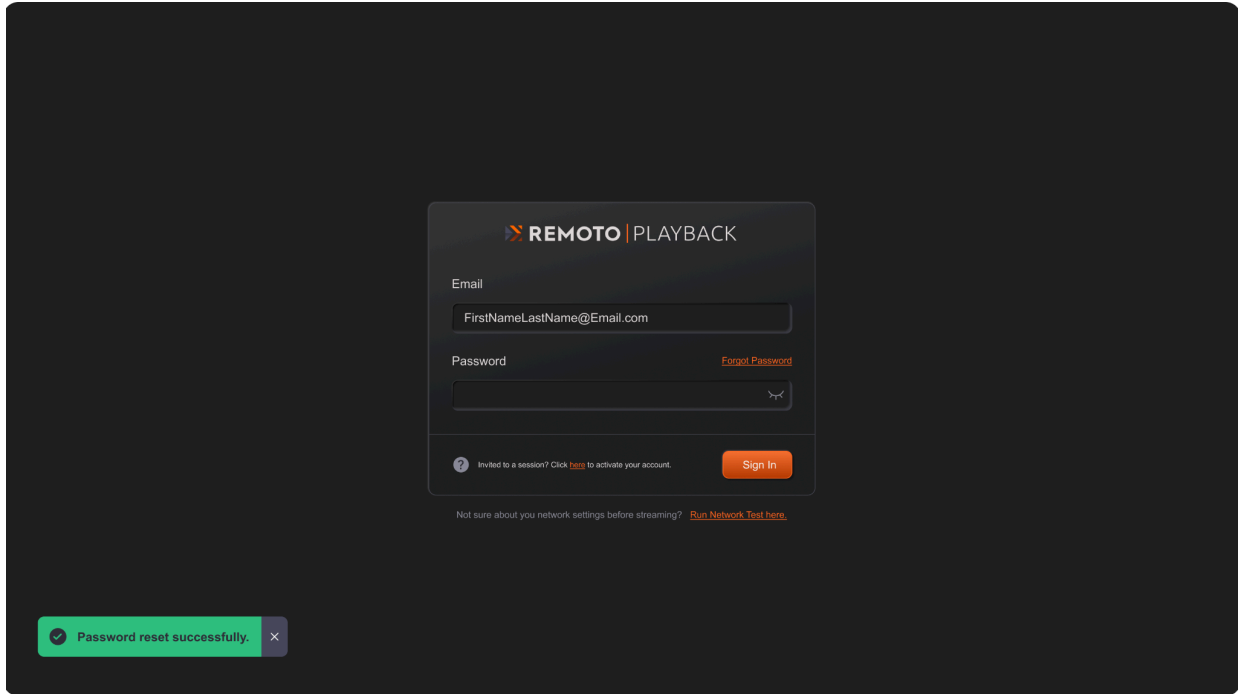 REMOTO|PLAYBACK
Email
FirstNameLastName@Email.com
Password Forgot Password
Invited to a session? Click here to activate your account. Sign In
Not sure about you network settings before streaming? Run Network Test here.
Password reset successfully.